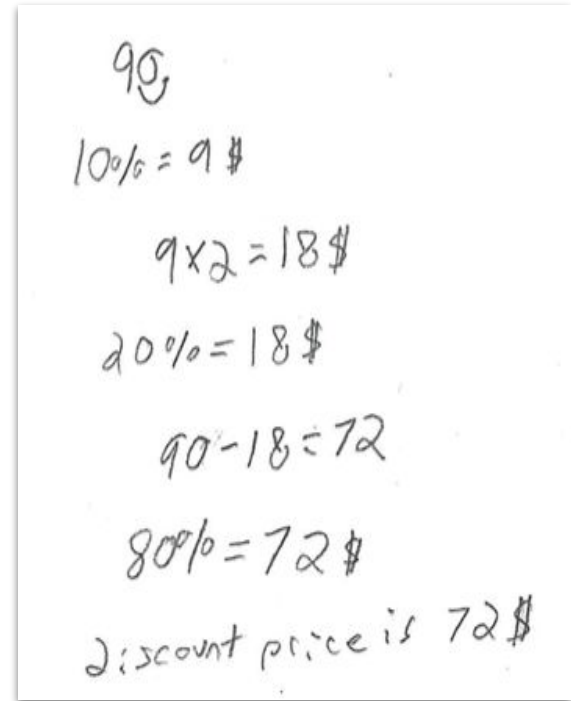 90
10% = 9$
9x2=18$
20% = 18$
90-18=72
80% = 72$
discount price is 72$